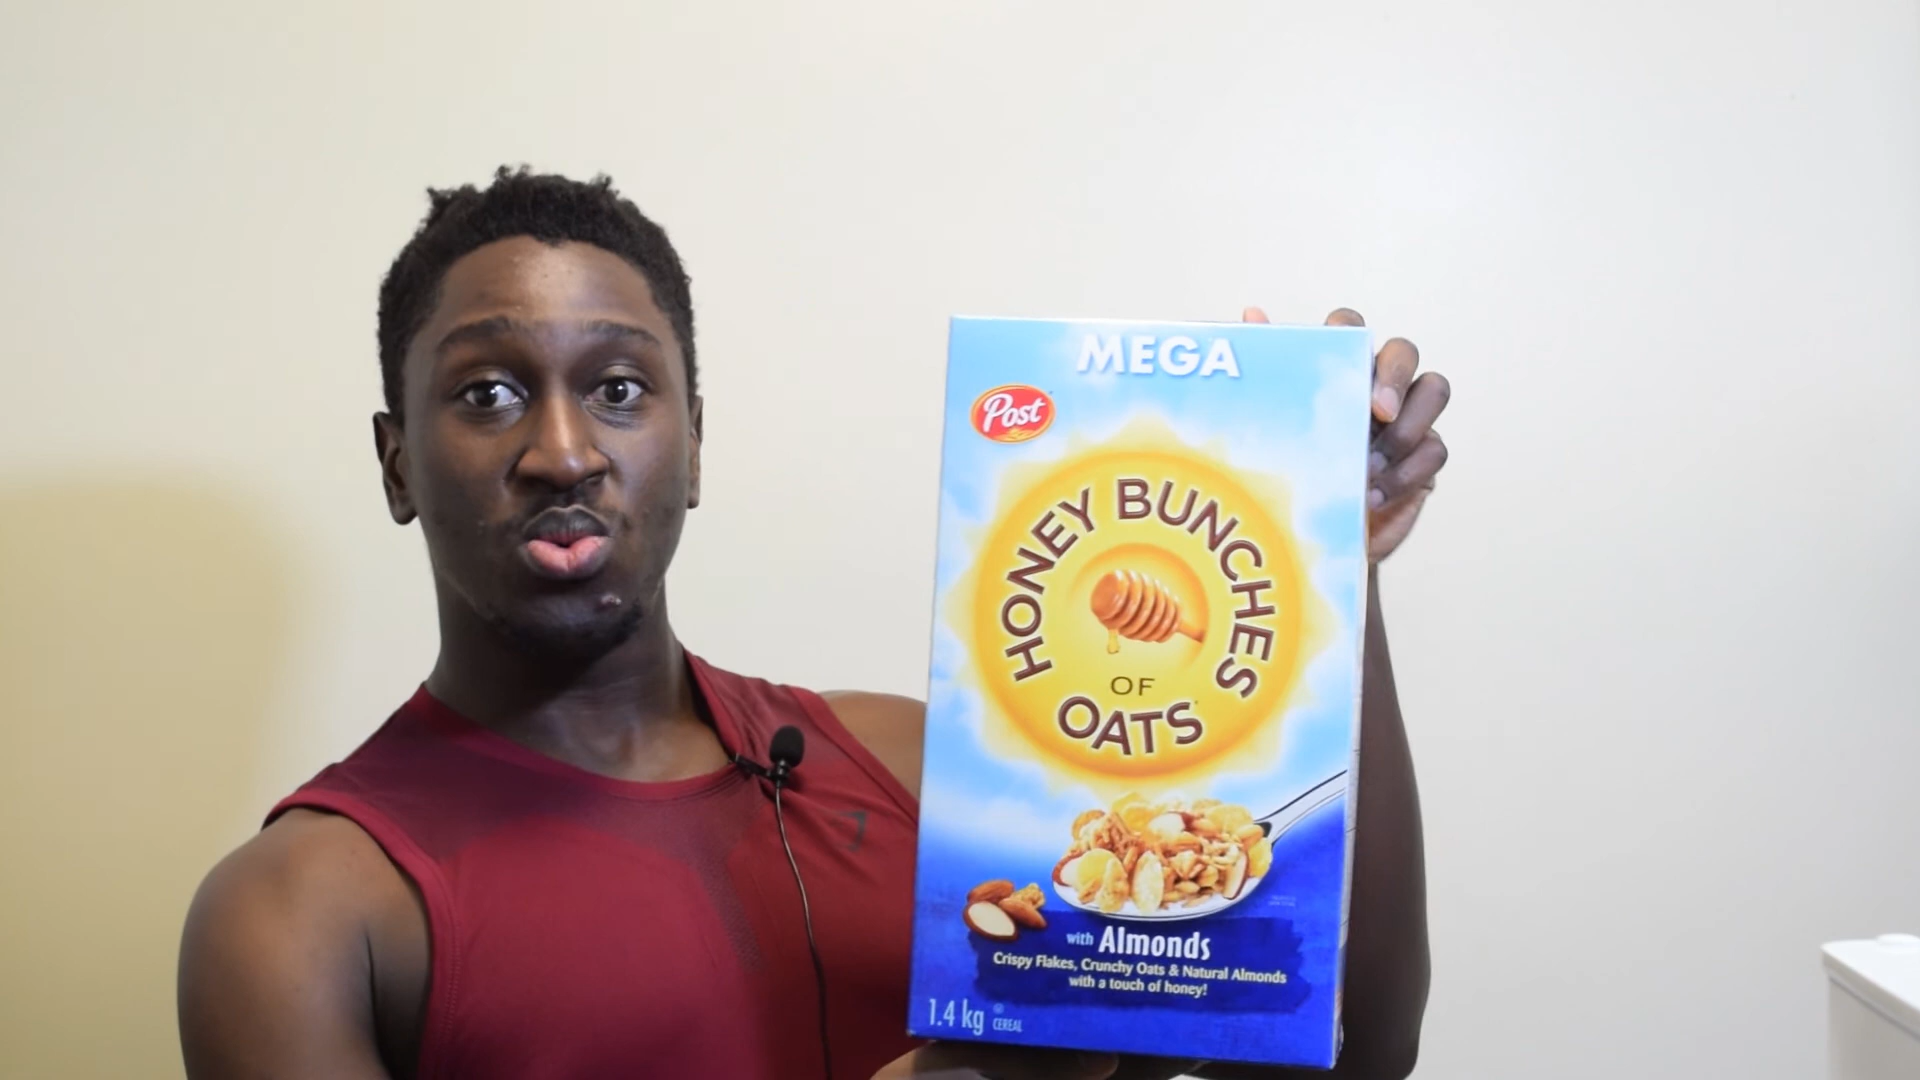 MEGA
Post
HONEY BUNCHES
OF
OATS
with Almonds
Crispy Flakes, Crunchy Oats & Natural Almonds
with a touch of honey!
1.4 kg
CEREAL